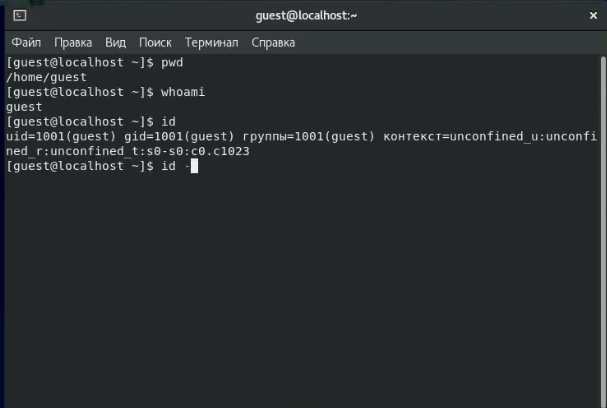 guest@localhost:~
Файл Правка Вид Поиск Терминал Справка
[guest@localhost ~]$ pwd
/home/guest
[guest@localhost ~]$ whoami
guest
[guest@localhost ~]$ id
uid=1001(guest) gid=1001(guest) группы=1001(guest) контекст=unconfined_u:unconfi
ned_r:unconfined_t:s0-s0:c0.c1023
[guest@localhost ~]$ id -